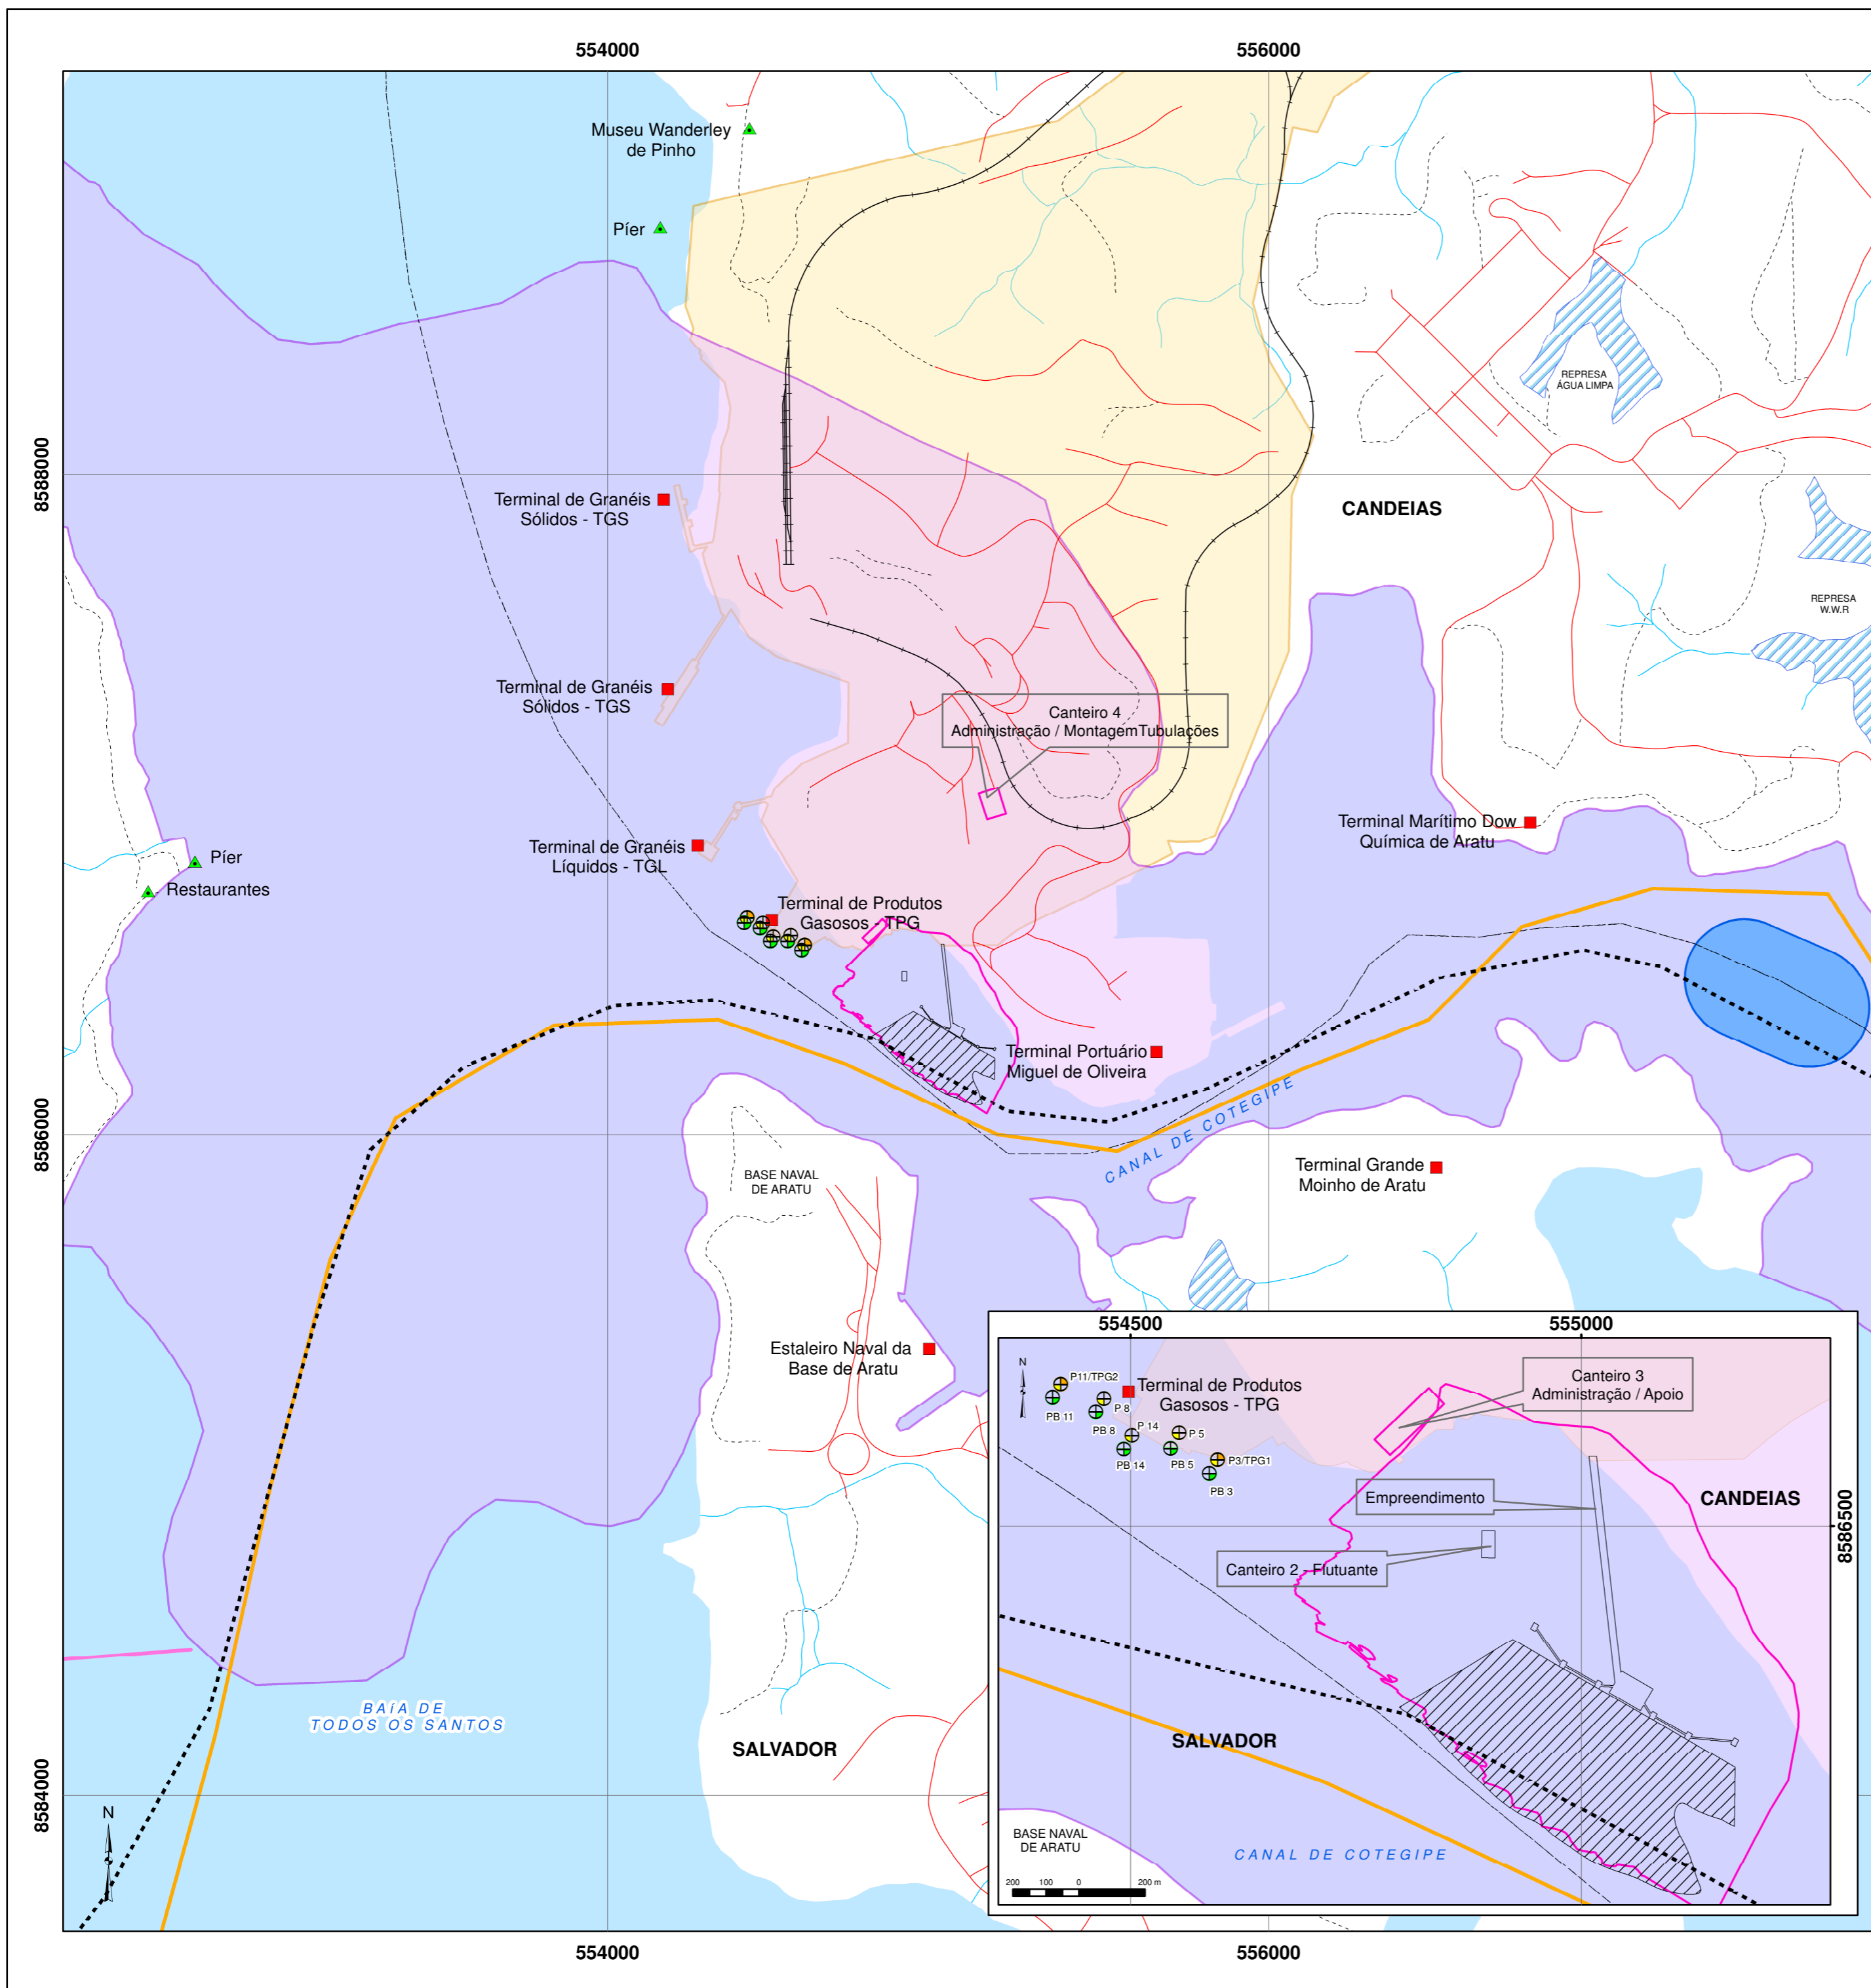 554000
556000
Museu Wanderley
de Pinho
Píer
REPRESA
ÁGUA LIMPA
8588000
Terminal de Granéis
Sólidos - TGS
CANDEIAS
REPRESA
W.W.R
Terminal de Granéis
Sólidos - TGS
Canteiro 4
Administração / MontagemTubulações
Terminal Marítimo Dow
Química de Aratu
Terminal de Granéis
Líquidos - TGL
Píer
Restaurantes
Terminal de Produtos
Gasosos - TPG
Terminal Portuário
Miguel de Oliveira
CANAL DE COTEGIPE
8586000
BASE NAVAL
DE ARATU
Terminal Grande
Moinho de Aratu
Estaleiro Naval da
Base de Aratu
BAÍA DE
TODOS OS SANTOS
SALVADOR
8584000
N
554000
556000
554500
555000
N
P11/TPG2
PB 11
P 8
PB 8
Terminal de Produtos
Gasosos - TPG
P 14
PB 14
P 5
PB 5
P3/TPG1
PB 3
Canteiro 3
Administração / Apoio
Empreendimento
CANDEIAS
8586500
Canteiro 2 - Flutuante
SALVADOR
BASE NAVAL
DE ARATU
CANAL DE COTEGIPE
200 100 0 200 m